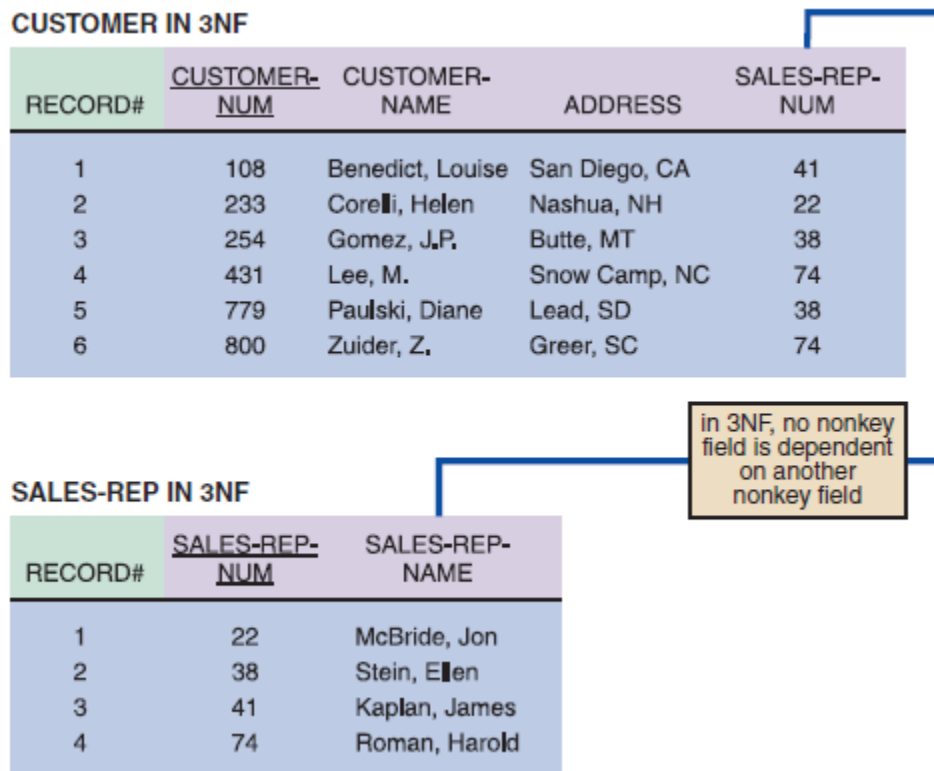 CUSTOMER IN 3NF
RECORD# CUSTOMER-NUM CUSTOMER-NAME ADDRESS SALES-REP-NUM
1 108 Benedict, Louise San Diego, CA 41
2 233 Corelli, Helen Nashua, NH 22
3 254 Gomez, J.P. Butte, MT 38
4 431 Lee, M. Snow Camp, NC 74
5 779 Paulski, Diane Lead, SD 38
6 800 Zuider, Z. Greer, SC 74
in 3NF, no nonkey
field is dependent
on another
nonkey field
SALES-REP IN 3NF
RECORD# SALES-REP-NUM SALES-REP-NAME
1 22 McBride, Jon
2 38 Stein, Ellen
3 41 Kaplan, James
4 74 Roman, Harold